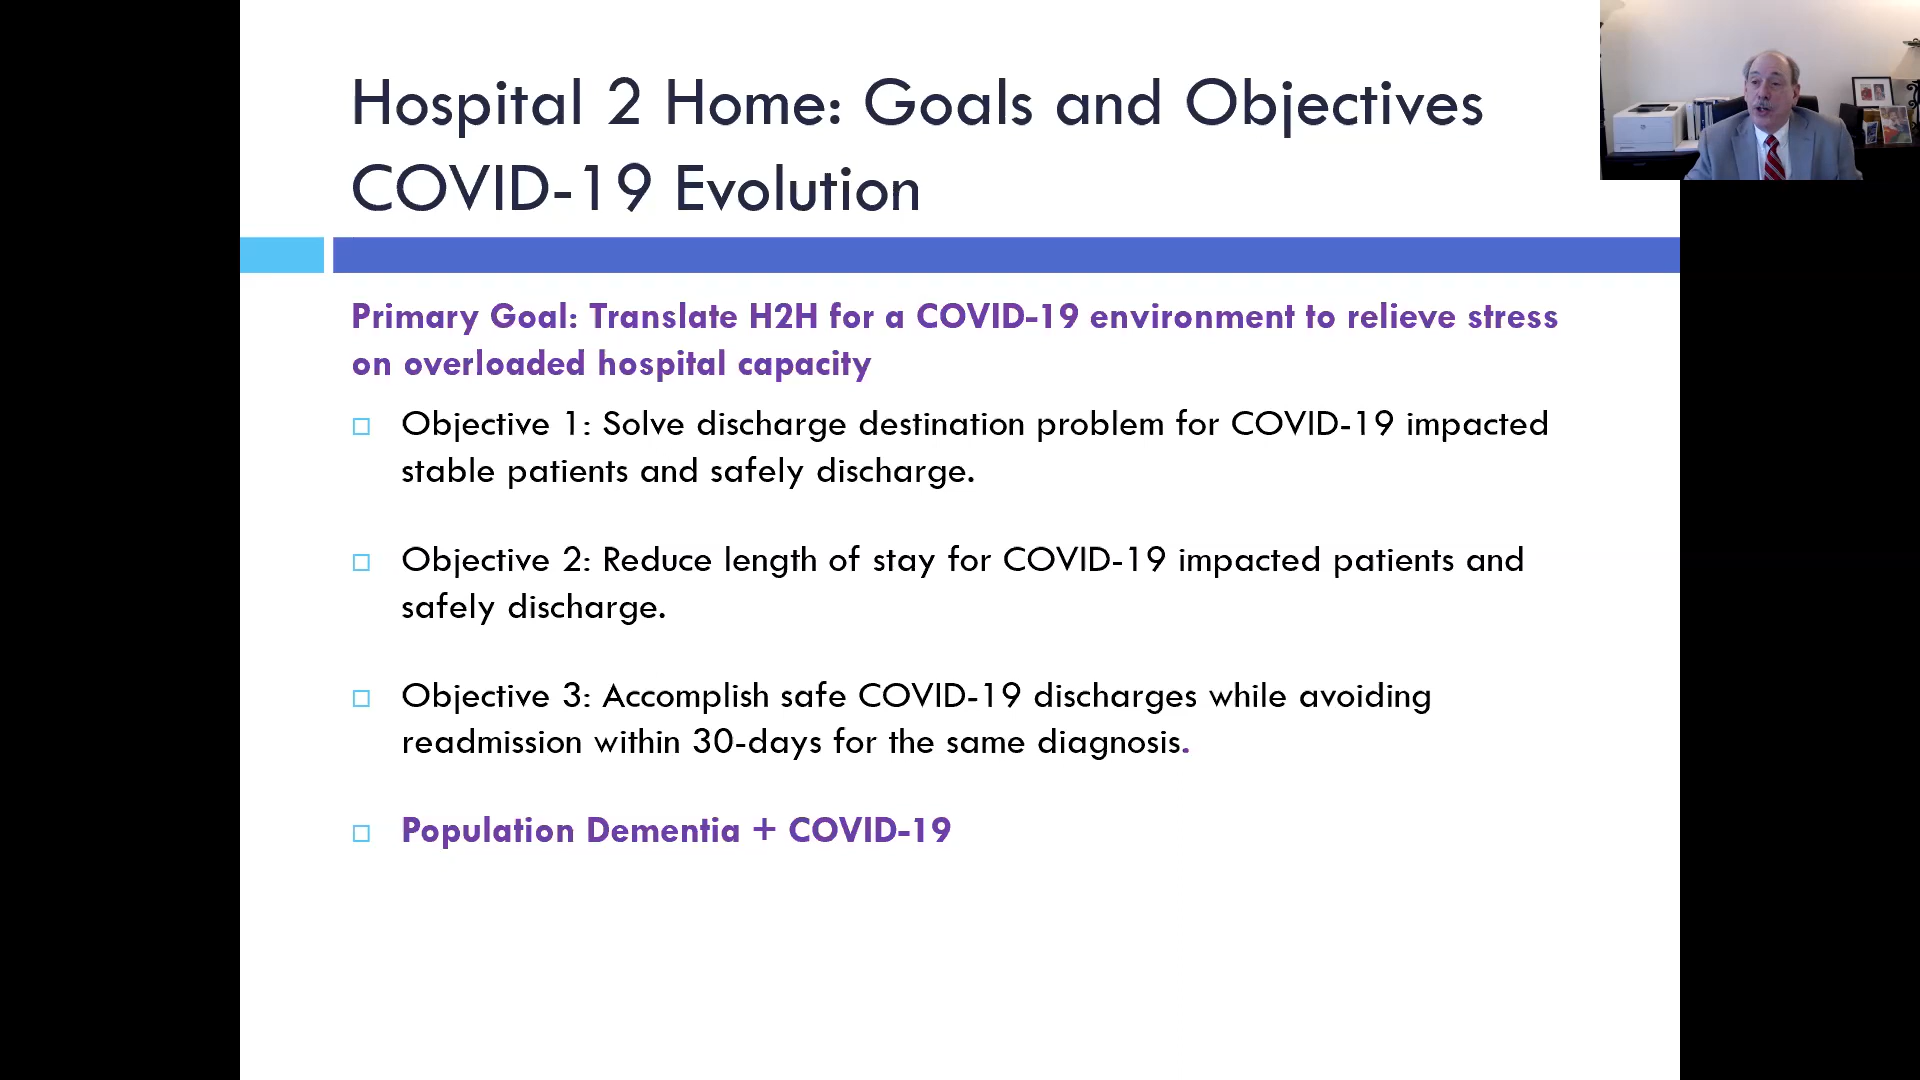 Hospital 2 Home: Goals and Objectives
COVID-19 Evolution
Primary Goal: Translate H2H for a COVID-19 environment to relieve stress
on overloaded hospital capacity
Objective 1: Solve discharge destination problem for COVID-19 impacted
stable patients and safely discharge.
Objective 2: Reduce length of stay for COVID-19 impacted patients and
safely discharge.
Objective 3: Accomplish safe COVID-19 discharges while avoiding
readmission within 30-days for the same diagnosis.
Population Dementia + COVID-19